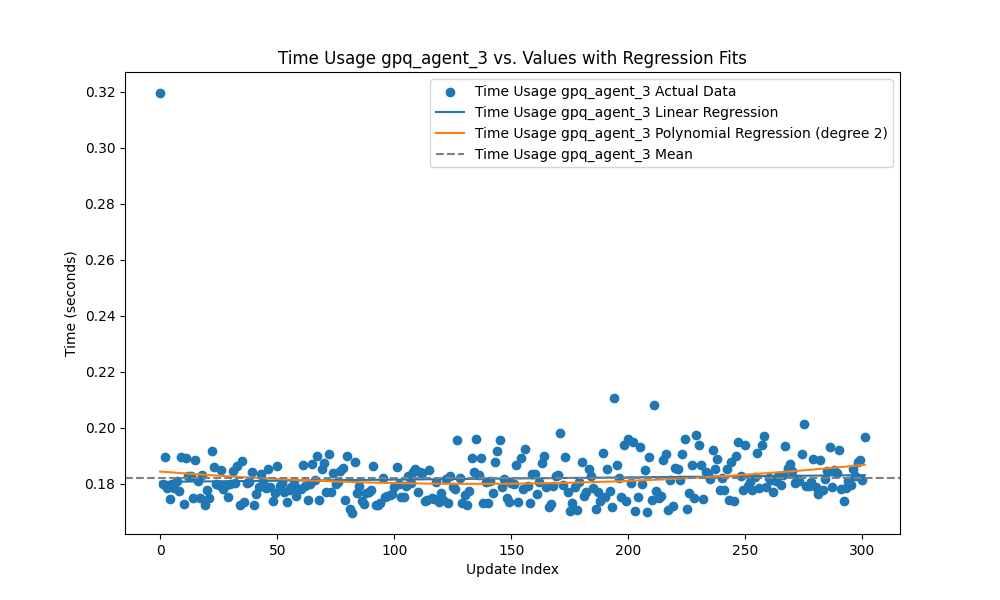 Time Usage gpq_agent_3 vs. Values with Regression Fits
Time Usage gpq_agent_3 Actual Data
Time Usage gpq_agent_3 Linear Regression
Time Usage gpq_agent_3 Polynomial Regression (degree 2)
Time Usage gpq_agent_3 Mean
Time (seconds)
0.32
0.30
0.28
0.26
0.24
0.22
0.20
0.18
0 50 100 150 200 250 300
Update Index